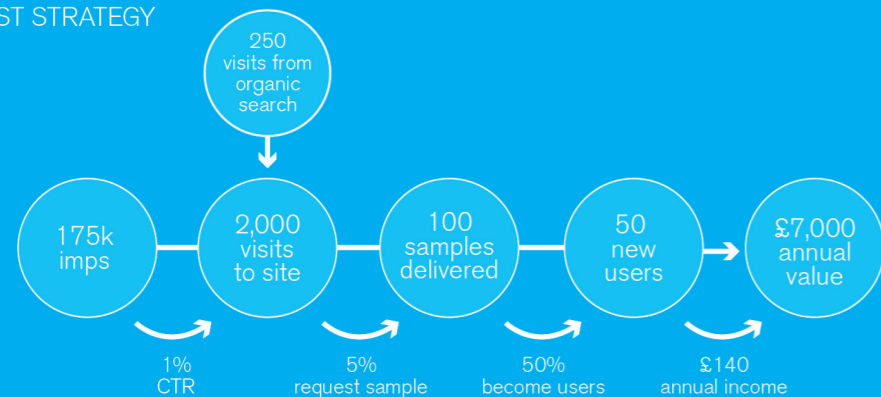 ST STRATEGY
250
visits from
organic
search
175k
imps
2,000
visits
to site
100
samples
delivered
50
new
users
£7,000
annual
value
1%
CTR
5%
request sample
50%
become users
£140
annual income